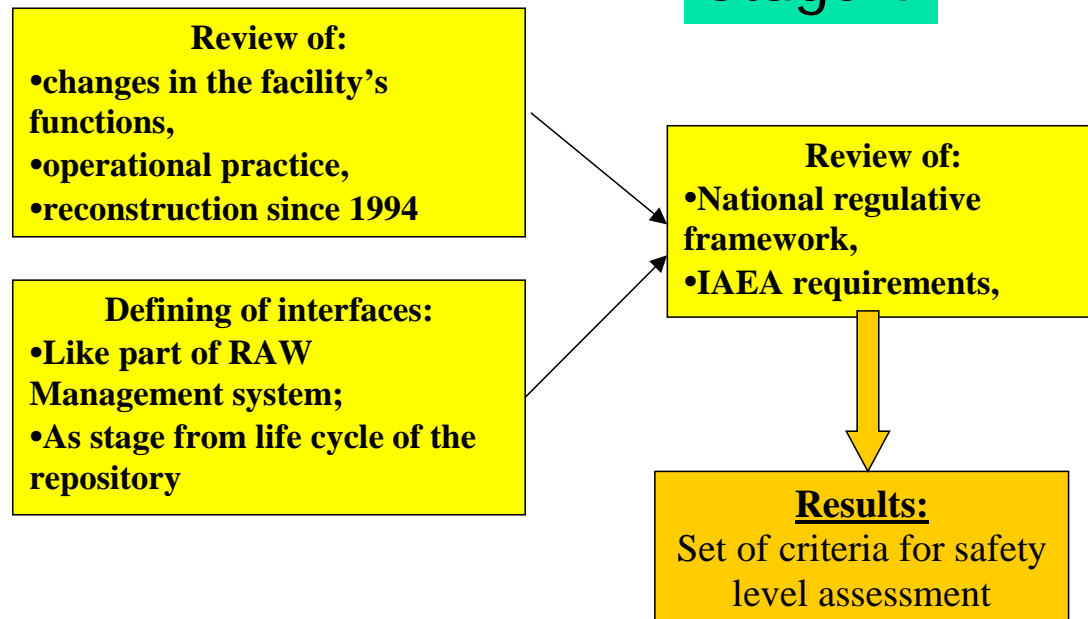 Review of:
•changes in the facility's
functions,
•operational practice,
•reconstruction since 1994
Review of:
•National regulative
framework,
•IAEA requirements,
Defining of interfaces:
•Like part of RAW
Management system;
•As stage from life cycle of the
repository
Results:
Set of criteria for safety
level assessment